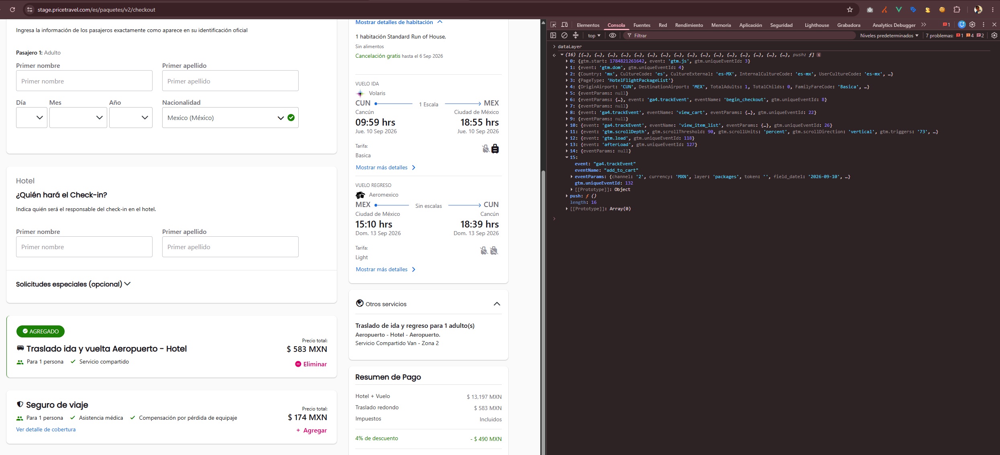 stage.pricetravel.com/es/paquetes/v2/checkout
Ingresa la información de los pasajeros exactamente como aparece en su identificación oficial
Pasajero 1: Adulto
Primer nombre
Primer apellido
Primer nombre
Primer apellido
Día
Mes
Año
Nacionalidad
Mexico (México)
Hotel
¿Quién hará el Check-in?
Indica quién será el responsable del check-in en el hotel.
Primer nombre
Primer apellido
Primer nombre
Primer apellido
Solicitudes especiales (opcional)
AGREGADO
Traslado ida y vuelta Aeropuerto - Hotel
Para 1 persona
Servicio compartido
Precio total:
$ 583 MXN
Eliminar
Seguro de viaje
Para 1 persona
Asistencia médica
Compensación por pérdida de equipaje
Ver detalle de cobertura
Precio total:
$ 174 MXN
+ Agregar
Mostrar detalles de habitación
1 habitación Standard Run of House,
Sin alimentos
Cancelación gratis hasta el 6 Sep 2026
VUELO IDA
Volaris
CUN
1 Escala
MEX
Cancún
Ciudad de México
09:59 hrs
18:55 hrs
Jue. 10 Sep 2026
Jue. 10 Sep 2026
Tarifa:
Basica
Mostrar más detalles
VUELO REGRESO
Aeromexico
MEX
Sin escalas
CUN
Ciudad de México
Cancún
15:10 hrs
18:39 hrs
Dom. 13 Sep 2026
Dom. 13 Sep 2026
Tarifa:
Light
Mostrar más detalles
Otros servicios
Traslado de ida y regreso para 1 adulto(s)
Aeropuerto - Hotel - Aeropuerto.
Servicio Compartido Van - Zona 2
Resumen de Pago
Hotel + Vuelo
$ 13,197 MXN
Traslado redondo
$ 583 MXN
Impuestos
Incluidos
4% de descuento
- $ 490 MXN
Elementos
Consola
Fuentes
Red
Rendimiento
Memoria
Aplicación
Seguridad
Lighthouse
Grabadora
Analytics Debugger
1
top
Filtrar
Niveles predeterminados
7 problemas: 1 4 2
dataLayer
(16) [{…}, {…}, {…}, {…}, {…}, {…}, {…}, {…}, {…}, {…}, {…}, {…}, {…}, {…}, {…}, {…}, push: ƒ]
0: {gtm.start: 1784821261642, event: 'gtm.js', gtm.uniqueEventId: 3}
1: {event: 'gtm.dom', gtm.uniqueEventId: 4}
2: {Country: 'mx', CultureCode: 'es', CultureExternal: 'es-MX', InternalCultureCode: 'es-mx', UserCultureCode: 'es-mx', …}
3: {PageType: 'HotelFlightPackageList'}
4: {OriginAirport: 'CUN', DestinationAirport: 'MEX', TotalAdults: 1, TotalChilds: 0, FamilyFareCode: 'Basica', …}
5: {eventParams: null}
6: {eventParams: {…}, event: 'ga4.trackEvent', eventName: 'begin_checkout', gtm.uniqueEventId: 8}
7: {eventParams: null}
8: {event: 'ga4.trackEvent', eventName: 'view_cart', eventParams: {…}, gtm.uniqueEventId: 22}
9: {eventParams: null}
10: {event: 'ga4.trackEvent', eventName: 'view_item_list', eventParams: {…}, gtm.uniqueEventId: 26}
11: {event: 'gtm.scrollDepth', gtm.scrollThreshold: 90, gtm.scrollUnits: 'percent', gtm.scrollDirection: 'vertical', gtm.triggers: '73', …}
12: {event: 'gtm.load', gtm.uniqueEventId: 118}
13: {event: 'afterLoad', gtm.uniqueEventId: 127}
14: {eventParams: null}
15:
event: "ga4.trackEvent"
eventName: "add_to_cart"
eventParams: {channel: '2', currency: 'MXN', layer: 'packages', token: '', field_date1: '2026-09-10', …}
gtm.uniqueEventId: 132
[[Prototype]]: Object
push: ƒ ()
length: 16
[[Prototype]]: Array(0)